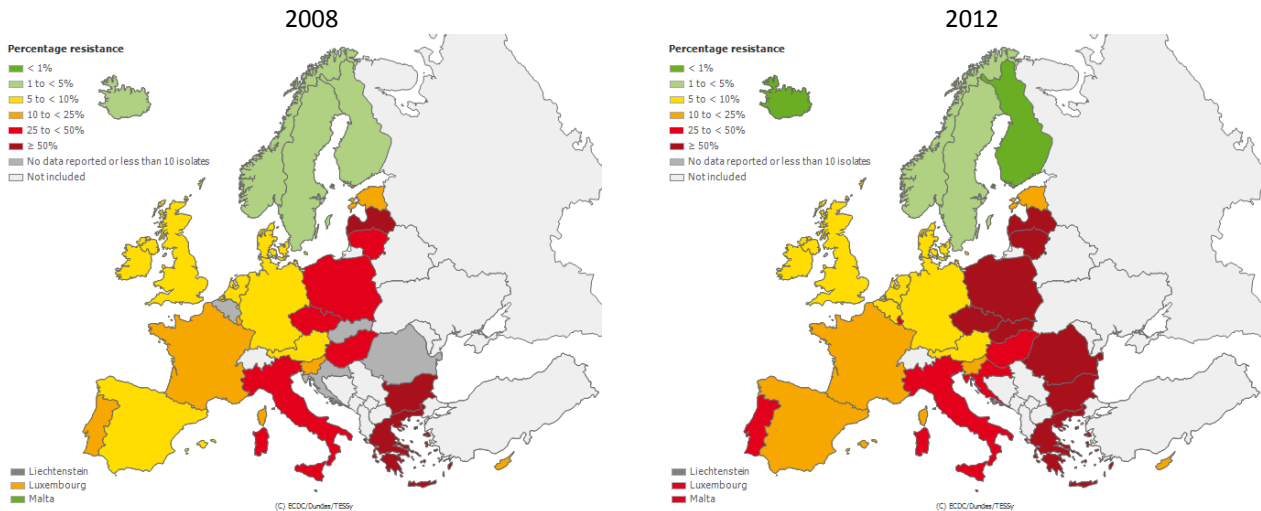 2008
Percentage resistance
< 1%
1 to < 5%
5 to < 10%
10 to < 25%
25 to < 50%
≥ 50%
No data reported or less than 10 isolates
Not included
Liechtenstein
Luxembourg
Malta
(C) ECDC/Dundas/TESSy
2012
Percentage resistance
< 1%
1 to < 5%
5 to < 10%
10 to < 25%
25 to < 50%
≥ 50%
No data reported or less than 10 isolates
Not included
Liechtenstein
Luxembourg
Malta
(C) ECDC/Dundas/TESSy